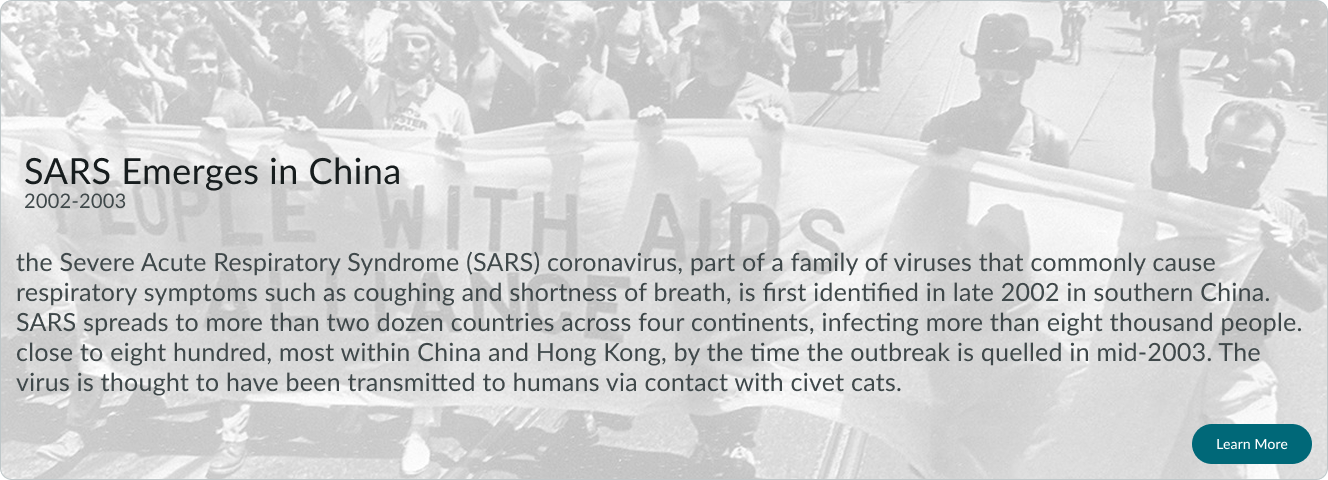 SARS Emerges in China
2002-2003
PEOPLE WITH AIDS
ALLIANCE
the Severe Acute Respiratory Syndrome (SARS) coronavirus, part of a family of viruses that commonly cause
respiratory symptoms such as coughing and shortness of breath, is first identified in late 2002 in southern China.
SARS spreads to more than two dozen countries across four continents, infecting more than eight thousand people.
close to eight hundred, most within China and Hong Kong, by the time the outbreak is quelled in mid-2003. The
virus is thought to have been transmitted to humans via contact with civet cats.
Learn More